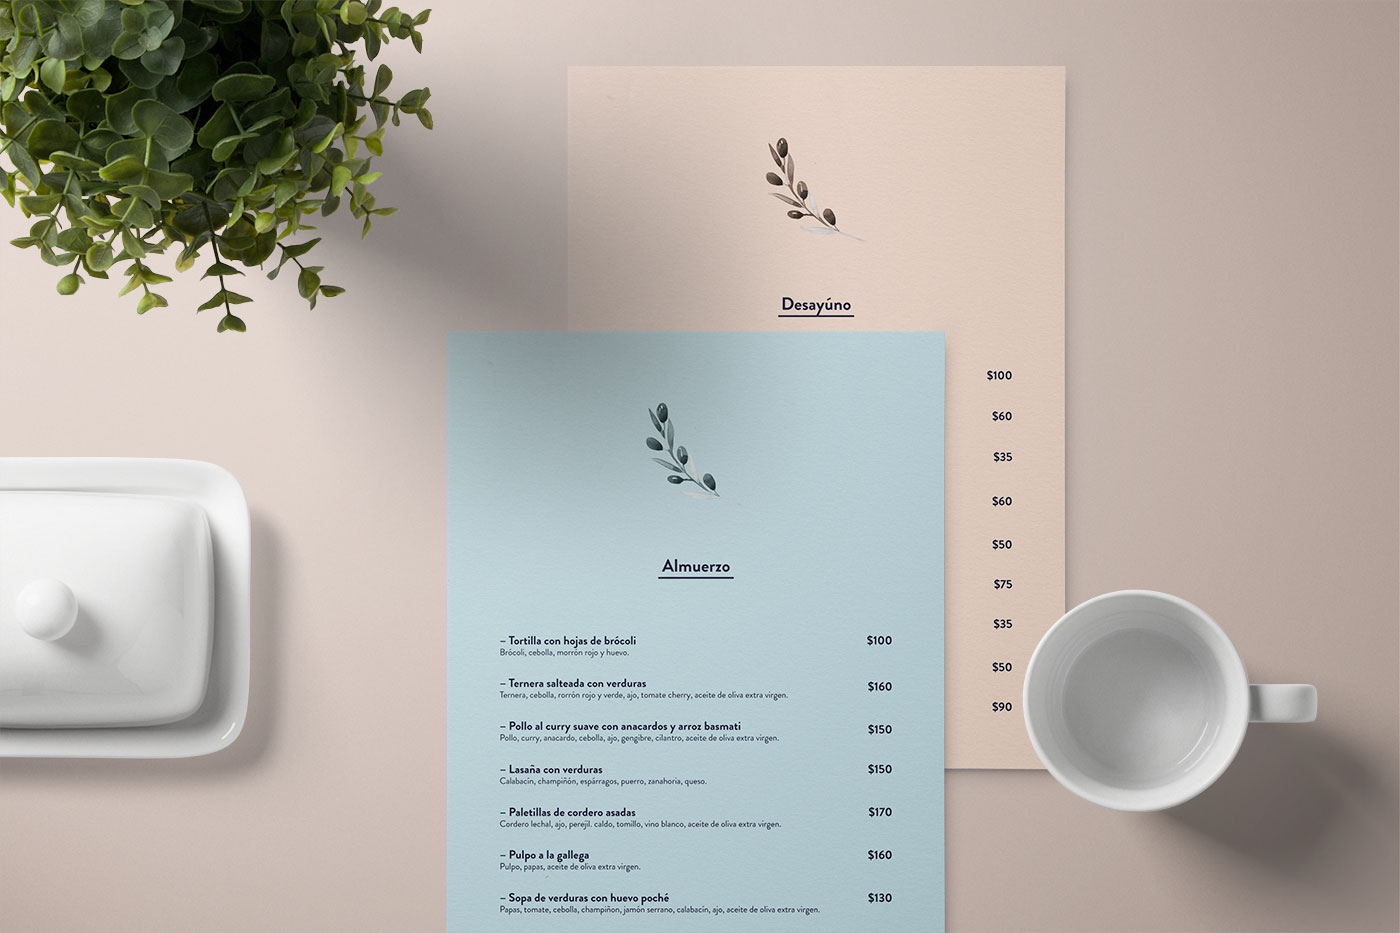 Desayúno
$100
$60
$35
$60
$50
$75
$35
$50
$90
Almuerzo
– Tortilla con hojas de brócoli $100
Brócoli, cebolla, morrón rojo y huevo.
– Ternera salteada con verduras $160
Ternera, cebolla, rorrón rojo y verde, ajo, tomate cherry, aceite de oliva extra virgen.
– Pollo al curry suave con anacardos y arroz basmati $150
Pollo, curry, anacardo, cebolla, ajo, gengibre, cilantro, aceite de oliva extra virgen.
– Lasaña con verduras $150
Calabacín, champiñón, espárragos, puerro, zanahoria, queso.
– Paletillas de cordero asadas $170
Cordero lechal, ajo, perejil. caldo, tomillo, vino blanco, aceite de oliva extra virgen.
– Pulpo a la gallega $160
Pulpo, papas, aceite de oliva extra virgen.
– Sopa de verduras con huevo poché $130
Papas, tomate, cebolla, champiñon, jamón serrano, calabacín, ajo, aceite de oliva extra virgen.